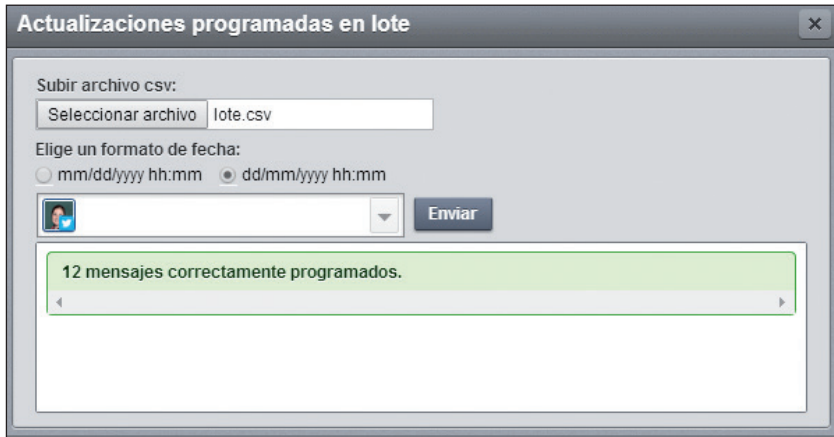 Actualizaciones programadas en lote
Subir archivo csv:
Seleccionar archivo lote.csv
Elige un formato de fecha:
mm/dd/yyyy hh:mm dd/mm/yyyy hh:mm
Enviar
12 mensajes correctamente programados.